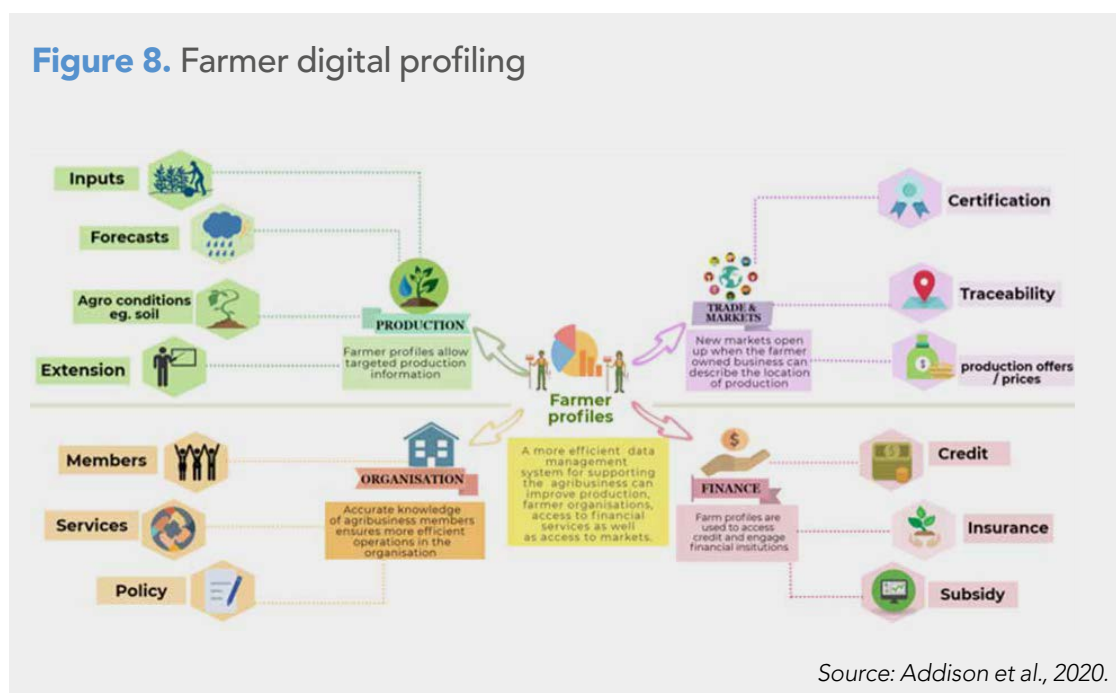 Figure 8. Farmer digital profiling
Inputs
Forecasts
Agro conditions
eg. soil
Extension
PRODUCTION
Farmer profiles allow
targeted production
information
TRADE &
MARKETS
New markets open
up when the farmer
owned business can
describe the location
of production
Certification
Traceability
$
production offers
/ prices
Farmer
profiles
A more efficient data
management
system for supporting
the agribusiness can
improve production,
farmer organisations,
access to financial
services as well
as access to markets.
Members
Services
Policy
ORGANISATION
Accurate knowledge
of agribusiness members
ensures more efficient
operations in the
organisation
$
FINANCE
Farm profiles are
used to access
credit and engage
financial insitutions
Credit
Insurance
Subsidy
Source: Addison et al., 2020.